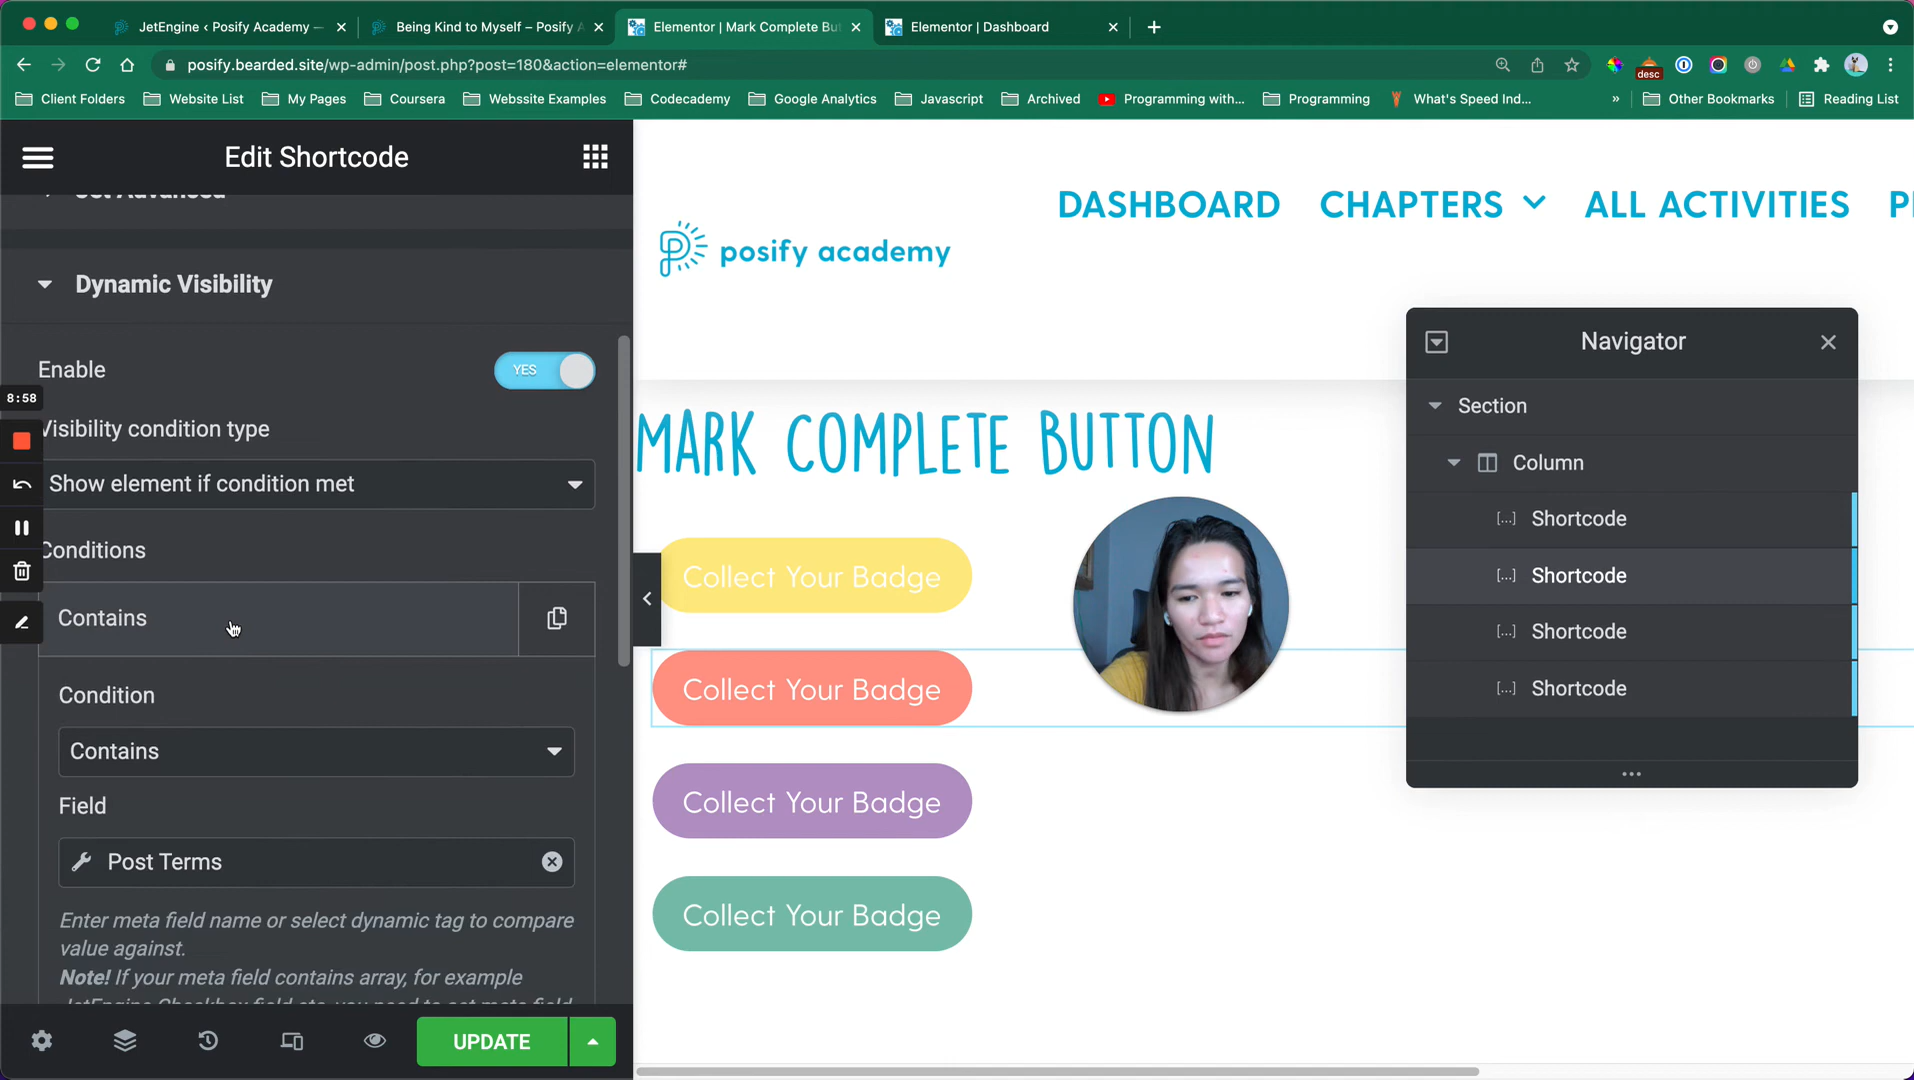 JetEngine ‹ Posify Academy —
Being Kind to Myself – Posify A
Elementor | Mark Complete But
Elementor | Dashboard
posify.bearded.site/wp-admin/post.php?post=180&action=elementor#
desc
Client Folders
Website List
My Pages
Coursera
Webssite Examples
Codecademy
Google Analytics
Javascript
Archived
Programming with...
Programming
What's Speed Ind...
»
Other Bookmarks
Reading List
Edit Shortcode
Dynamic Visibility
Enable
YES
8:58
Visibility condition type
Show element if condition met
Conditions
Contains
Condition
Contains
Field
Post Terms
Enter meta field name or select dynamic tag to compare
value against.
Note! If your meta field contains array, for example
UPDATE
posify academy
DASHBOARD
CHAPTERS
ALL ACTIVITIES
MARK COMPLETE BUTTON
Collect Your Badge
Collect Your Badge
Collect Your Badge
Collect Your Badge
Navigator
Section
Column
[...] Shortcode
[...] Shortcode
[...] Shortcode
[...] Shortcode